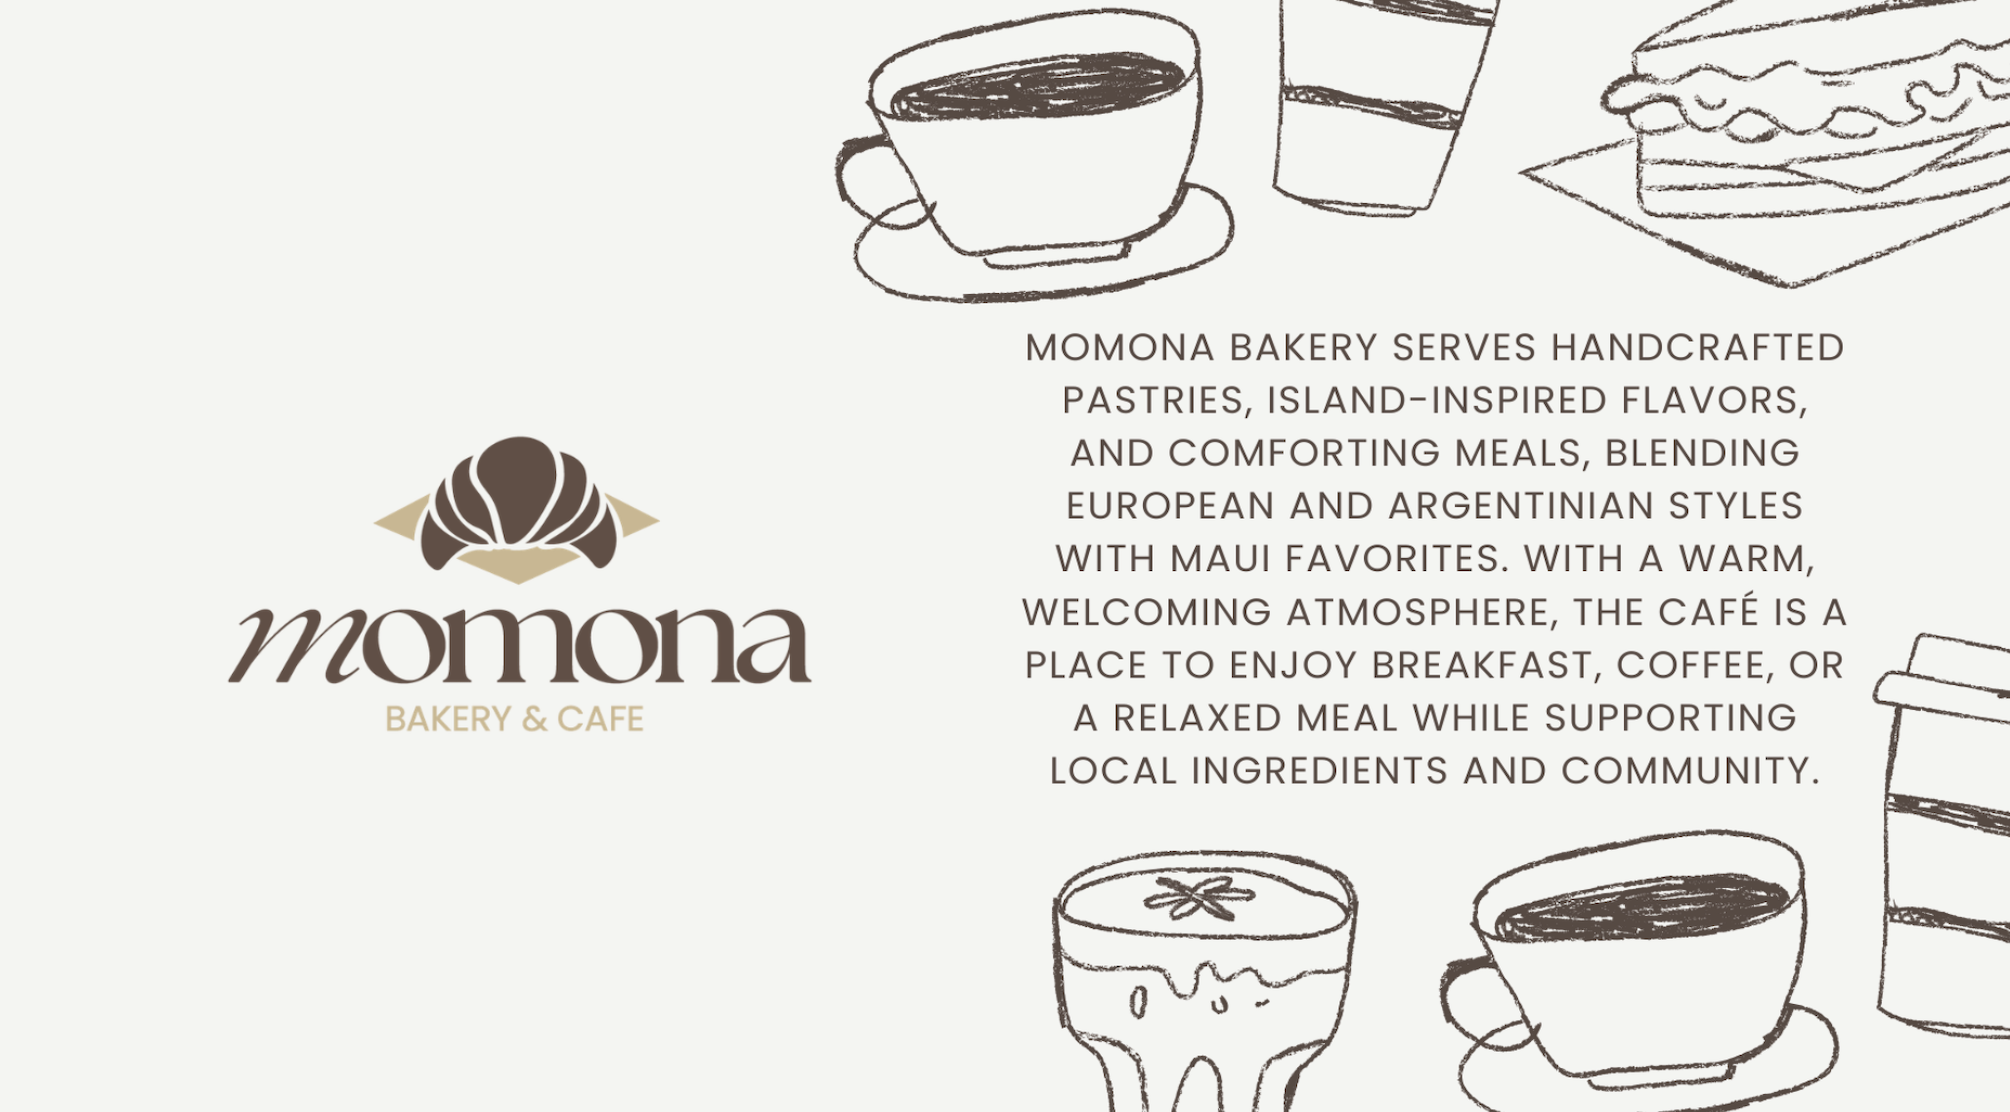 momona
BAKERY & CAFE
MOMONA BAKERY SERVES HANDCRAFTED
PASTRIES, ISLAND-INSPIRED FLAVORS,
AND COMFORTING MEALS, BLENDING
EUROPEAN AND ARGENTINIAN STYLES
WITH MAUI FAVORITES. WITH A WARM,
WELCOMING ATMOSPHERE, THE CAFÉ IS A
PLACE TO ENJOY BREAKFAST, COFFEE, OR
A RELAXED MEAL WHILE SUPPORTING
LOCAL INGREDIENTS AND COMMUNITY.